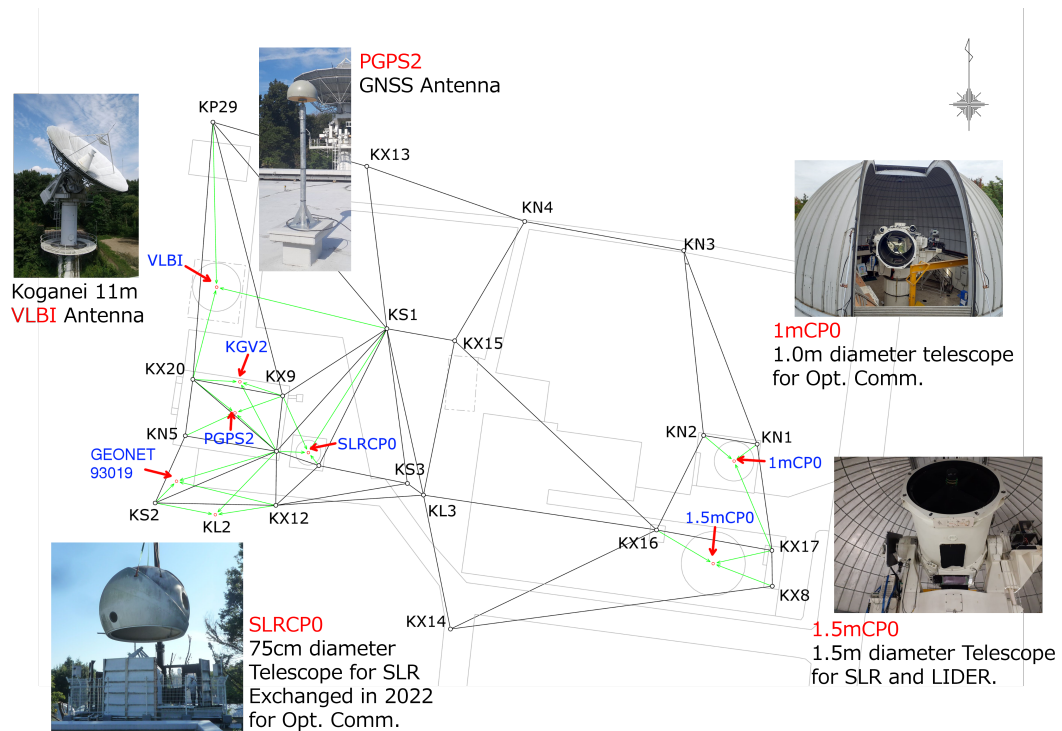 PGPS2
GNSS Antenna
KP29
KX13
KN4
KN3
VLBI
Koganei 11m
VLBI Antenna
KS1
KX15
1mCP0
1.0m diameter telescope
for Opt. Comm.
KGV2
KX20
KX9
KN5
PGPS2
SLRCP0
GEONET
93019
KN2
KN1
1mCP0
KS3
KS2
KL2
KX12
KL3
1.5mCP0
KX16
KX17
KX8
KX14
SLRCP0
75cm diameter
Telescope for SLR
Exchanged in 2022
for Opt. Comm.
1.5mCP0
1.5m diameter Telescope
for SLR and LIDER.